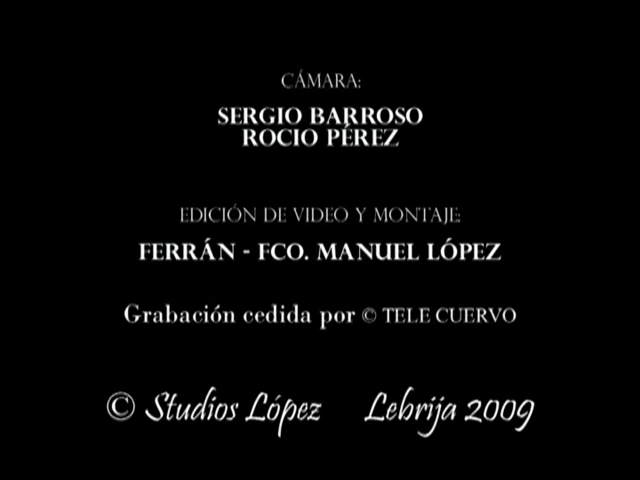 CÁMARA:
SERGIO BARROSO
ROCIO PÉREZ
EDICIÓN DE VIDEO Y MONTAJE:
FERRÁN - FCO. MANUEL LÓPEZ
Grabación cedida por © TELE CUERVO
© Studios López Lebrija 2009